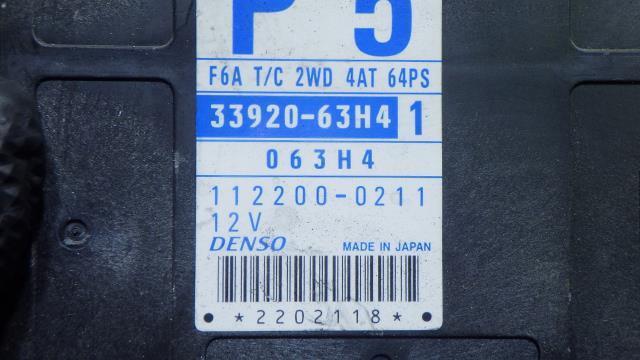 P 5
F6A T/C 2WD 4AT 64PS
33920-63H4 1
063H4
112200-0211
12V
DENSO MADE IN JAPAN
*2202118*